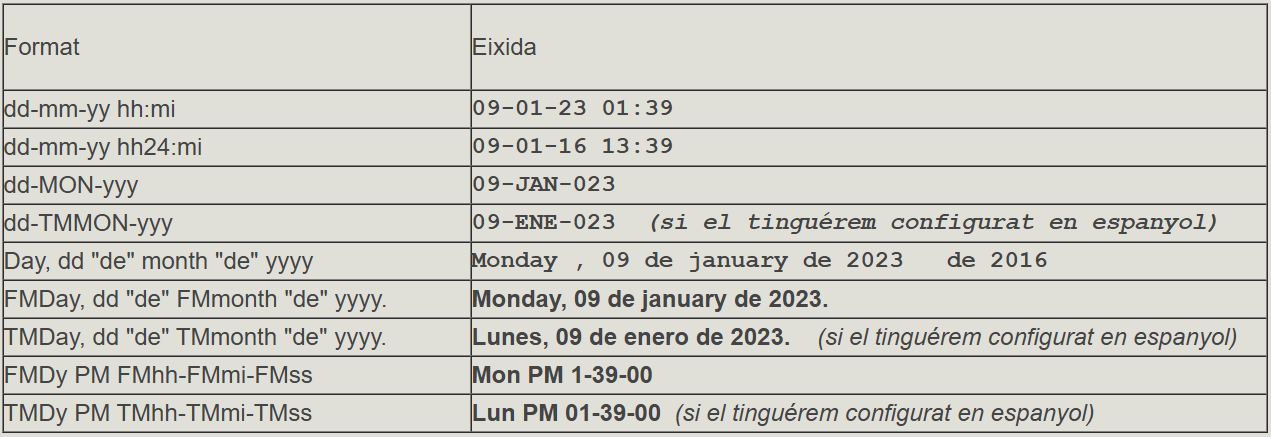 Format Eixida
dd-mm-yy hh:mi 09-01-23 01:39
dd-mm-yy hh24:mi 09-01-16 13:39
dd-MON-yyy 09-JAN-023
dd-TMMON-yyy 09-ENE-023 (si el tinguérem configurat en espanyol)
Day, dd "de" month "de" yyyy Monday , 09 de january de 2023 de 2016
FMDay, dd "de" FMmonth "de" yyyy. Monday, 09 de january de 2023.
TMDay, dd "de" TMmonth "de" yyyy. Lunes, 09 de enero de 2023. (si el tinguérem configurat en espanyol)
FMDy PM FMhh-FMmi-FMss Mon PM 1-39-00
TMDy PM TMhh-TMmi-TMss Lun PM 01-39-00 (si el tinguérem configurat en espanyol)